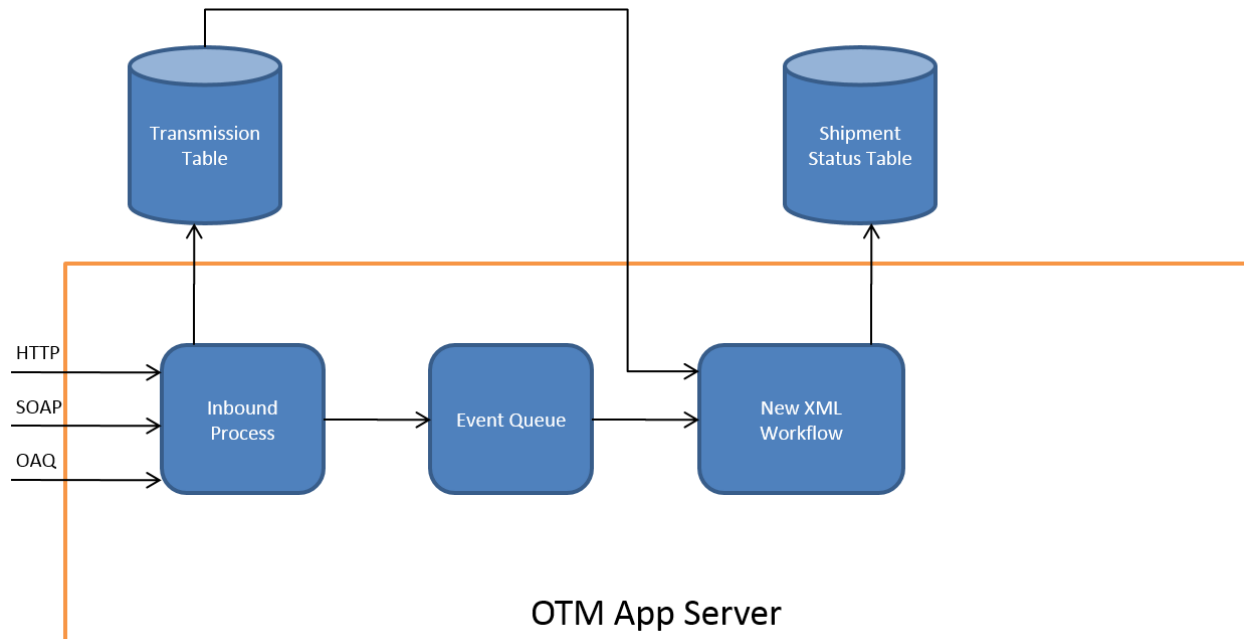 Transmission
Table
Shipment
Status Table
HTTP
SOAP
OAQ
Inbound
Process
Event Queue
New XML
Workflow
OTM App Server